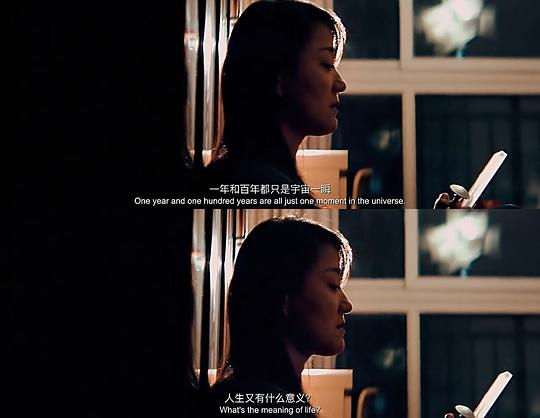 一年和百年都只是宇宙一瞬
One year and one hundred years are all just one moment in the universe.
人生又有什么意义?
What's the meaning of life?